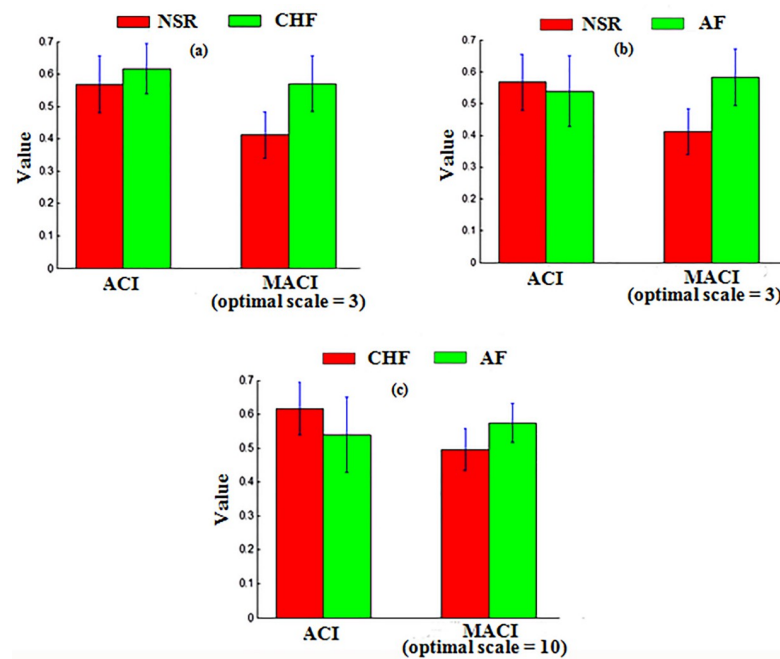 NSR CHF
(a)
0.7
0.6
0.5
0.4
0.3
0.2
0.1
0
Value
ACI MACI
(optimal scale = 3)
NSR AF
(b)
0.7
0.6
0.5
0.4
0.3
0.2
0.1
0
Value
ACI MACI
(optimal scale = 3)
CHF AF
(c)
0.7
0.6
0.5
0.4
0.3
0.2
0.1
0
Value
ACI MACI
(optimal scale = 10)